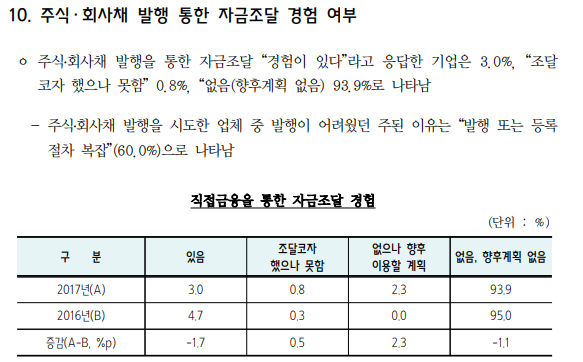 10. 주식·회사채 발행 통한 자금조달 경험 여부
ㅇ 주식·회사채 발행을 통한 자금조달 “경험이 있다”라고 응답한 기업은 3.0%, “조달
코자 했으나 못함” 0.8%, “없음(향후계획 없음) 93.9%로 나타남
－ 주식·회사채 발행을 시도한 업체 중 발행이 어려웠던 주된 이유는 “발행 또는 등록
절차 복잡”(60.0%)으로 나타남
직접금융을 통한 자금조달 경험
(단위 : %)
구 분 있음 조달코자 했으나 못함 없으나 향후 이용할 계획 없음, 향후계획 없음
2017년(A) 3.0 0.8 2.3 93.9
2016년(B) 4.7 0.3 0.0 95.0
증감(A-B, %p) -1.7 0.5 2.3 -1.1